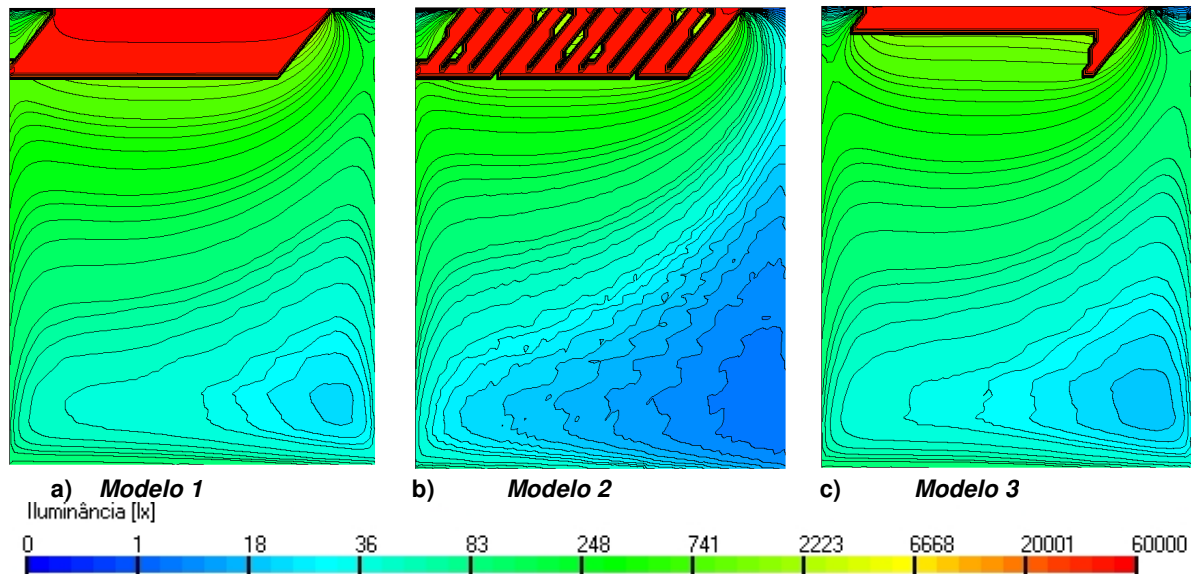 a) Modelo 1
b) Modelo 2
c) Modelo 3
Iluminância [lx]
0 1 18 36 83 248 741 2223 6668 20001 60000